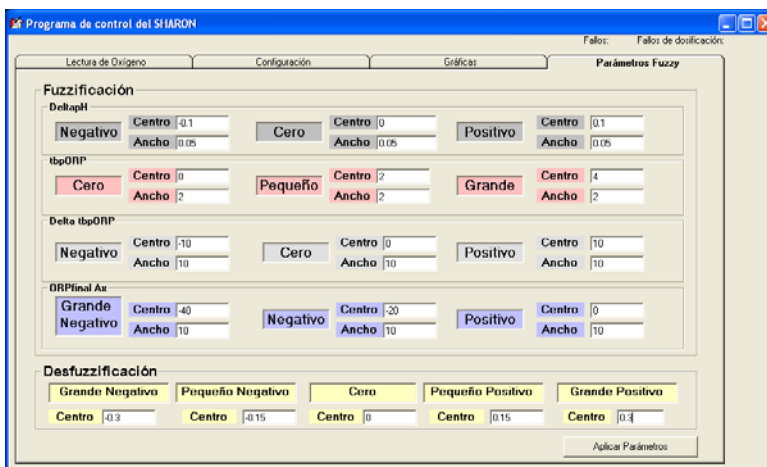 Programa de control del SHARON
Fallos: Fallos de dosificación:
Lectura de Oxígeno Configuración Gráficas Parámetros Fuzzy
Fuzzificación
DeltapH
Negativo Centro -0.1 Cero Centro 0 Positivo Centro 0.1
Ancho 0.05 Ancho 0.05 Ancho 0.05
tbpORP
Cero Centro 0 Pequeño Centro 2 Grande Centro 4
Ancho 2 Ancho 2 Ancho 2
Delta tbpORP
Negativo Centro -10 Cero Centro 0 Positivo Centro 10
Ancho 10 Ancho 10 Ancho 10
ORPfinal Ax
Grande Negativo Centro -40 Negativo Centro -20 Positivo Centro 0
Ancho 10 Ancho 10 Ancho 10
Desfuzzificación
Grande Negativo Pequeño Negativo Cero Pequeño Positivo Grande Positivo
Centro -0.3 Centro -0.15 Centro 0 Centro 0.15 Centro 0.3
Aplicar Parámetros